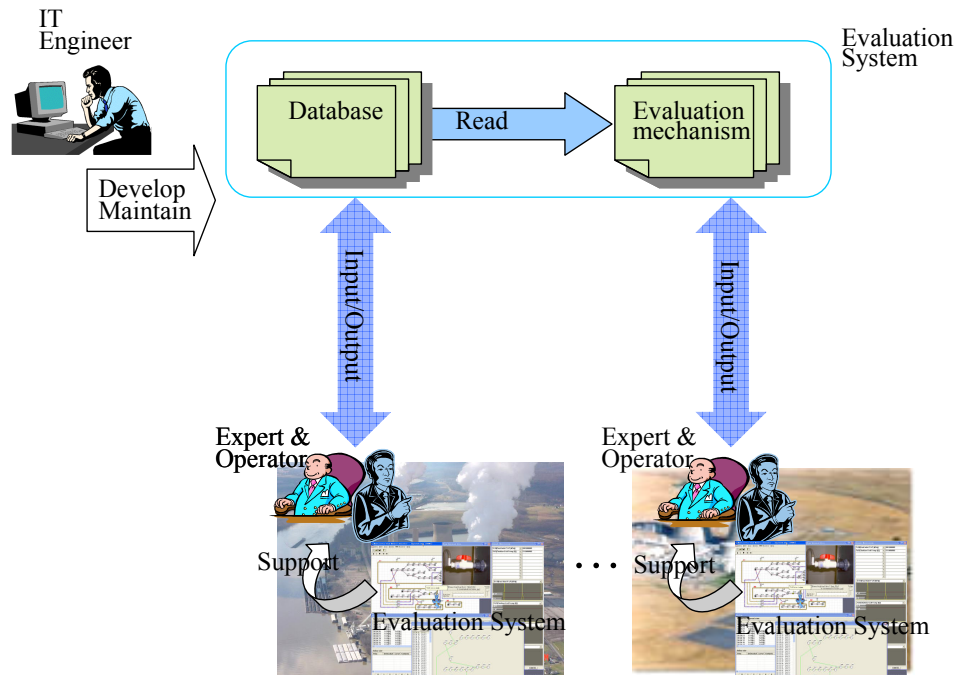 IT
Engineer
Evaluation
System
Database
Read
Evaluation
mechanism
Develop
Maintain
Input/Output
Input/Output
Expert &
Operator
Expert &
Operator
Support
...
Support
Evaluation System
Evaluation System